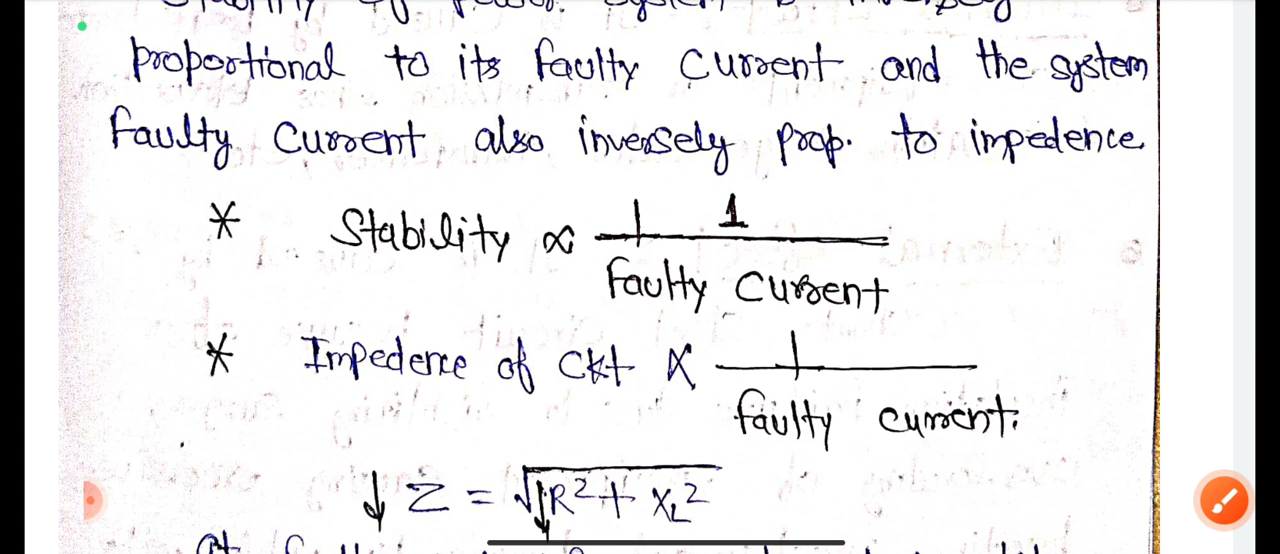 proportional to its faulty current and the system
faulty current also inversely prop. to impedence.
* Stability ∝ 1 / Faulty Current
* Impedence of Ckt ∝ 1 / faulty current.
↓ Z = √↓R² + X_L²